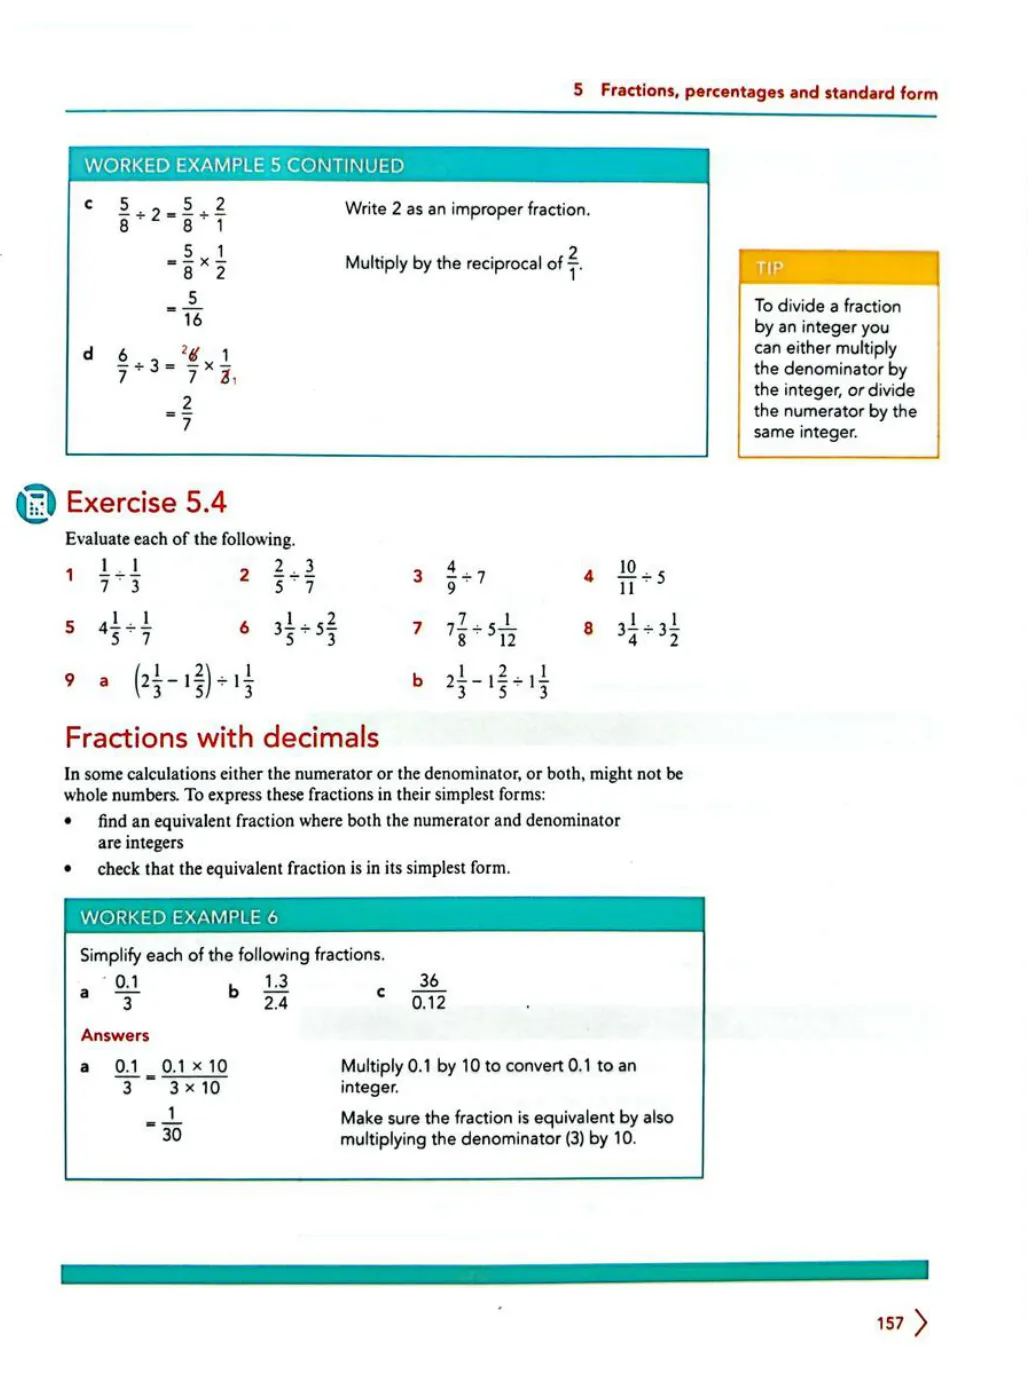 5 Fractions, percentages and standard form
WORKED EXAMPLE 5 CONTINUED
c 5/8 ÷ 2 = 5/8 ÷ 2/1 Write 2 as an improper fraction.
= 5/8 × 1/2 Multiply by the reciprocal of 2/1.
= 5/16
d 6/7 ÷ 3 = ²6̸/7 × 1/3̸₁
= 2/7
TIP
To divide a fraction
by an integer you
can either multiply
the denominator by
the integer, or divide
the numerator by the
same integer.
Exercise 5.4
Evaluate each of the following.
1 1/7 ÷ 1/3 2 2/5 ÷ 3/7 3 4/9 ÷ 7 4 10/11 ÷ 5
5 4 1/5 ÷ 1/7 6 3 1/5 ÷ 5 2/3 7 7 7/8 ÷ 5 1/12 8 3 1/4 ÷ 3 1/2
9 a (2 1/3 − 1 2/5) ÷ 1 1/3 b 2 1/3 − 1 2/5 ÷ 1 1/3
Fractions with decimals
In some calculations either the numerator or the denominator, or both, might not be
whole numbers. To express these fractions in their simplest forms:
• find an equivalent fraction where both the numerator and denominator
are integers
• check that the equivalent fraction is in its simplest form.
WORKED EXAMPLE 6
Simplify each of the following fractions.
a 0.1/3 b 1.3/2.4 c 36/0.12
Answers
a 0.1/3 = 0.1 × 10/3 × 10 Multiply 0.1 by 10 to convert 0.1 to an
integer.
= 1/30 Make sure the fraction is equivalent by also
multiplying the denominator (3) by 10.
157 〉